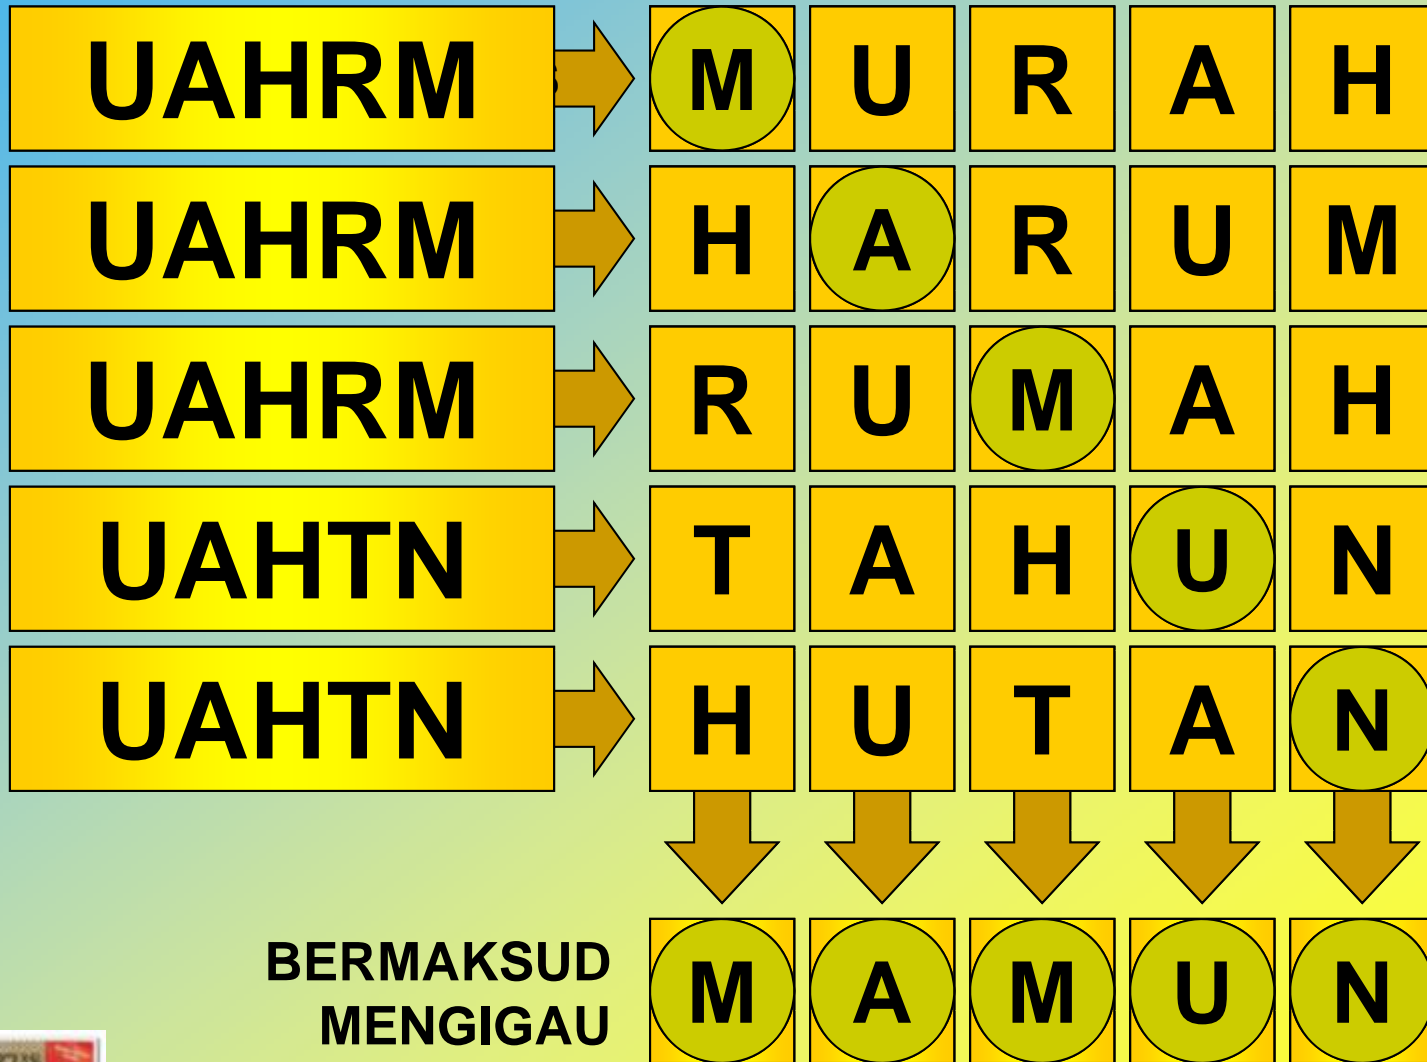 UAHRM M U R A H
UAHRM H A R U M
UAHRM R U M A H
UAHTN T A H U N
UAHTN H U T A N
BERMAKSUD
MENGIGAU
M A M U N